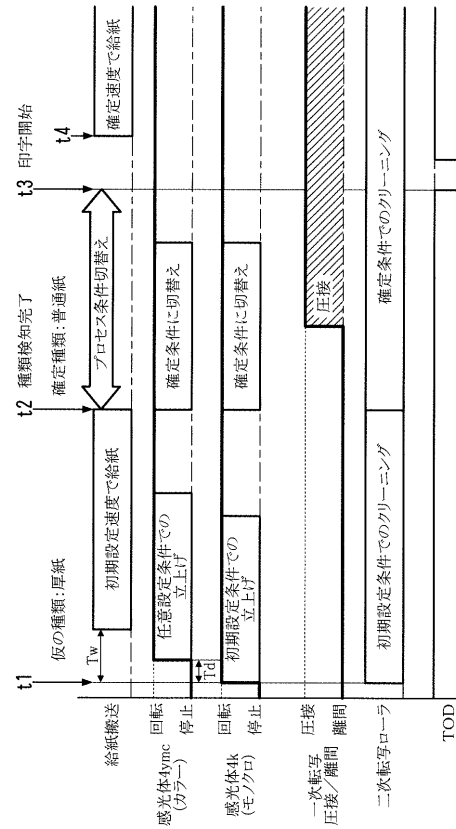 仮の種類:厚紙
種類検知完了
確定種類:普通紙
印字開始
t1
t2
t3
t4
給紙搬送
Tw
初期設定速度で給紙
プロセス条件切替え
確定速度で給紙
感光体4ymc
(カラー)
回転
停止
任意設定条件での
立上げ
確定条件に切替え
Td
感光体4k
(モノクロ)
回転
停止
初期設定条件での
立上げ
確定条件に切替え
一次転写
圧接/離間
圧接
離間
圧接
二次転写ローラ
初期設定条件でのクリーニング
確定条件でのクリーニング
TOD